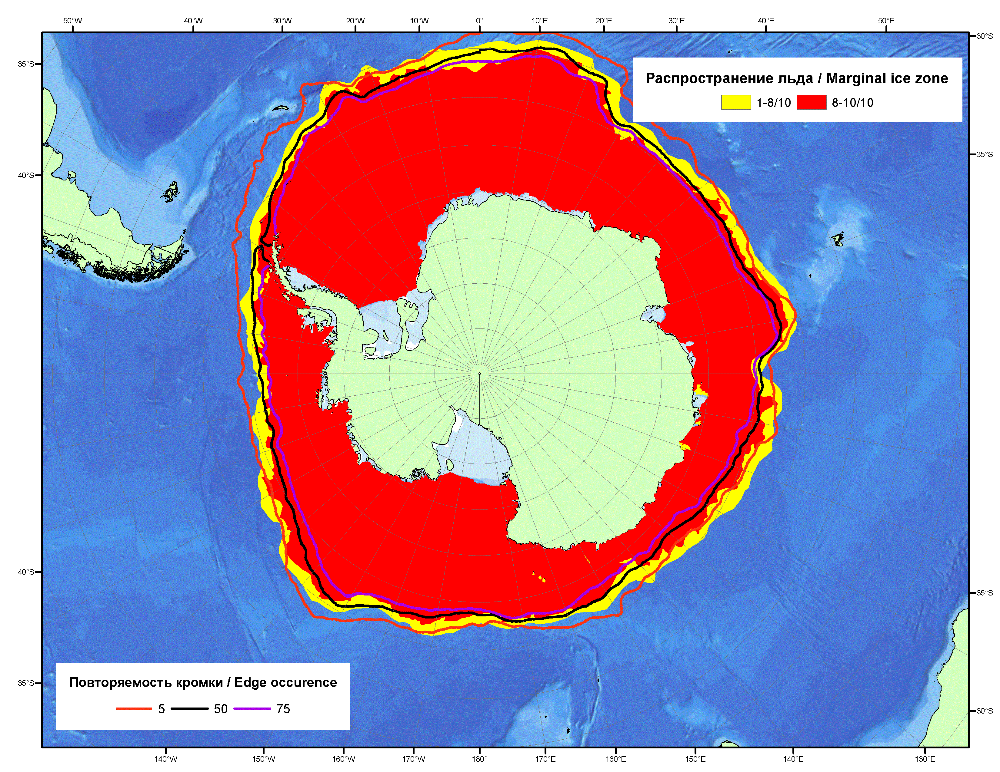 50°W 40°W 30°W 20°W 10°W 0° 10°E 20°E 30°E 40°E 50°E
30°S
35°S
Распространение льда / Marginal ice zone
1-8/10 8-10/10
35°S
40°S
40°S
35°S
35°S
Повторяемость кромки / Edge occurence
5 50 75
30°S
140°W 150°W 160°W 170°W 180° 170°E 160°E 150°E 140°E 130°E